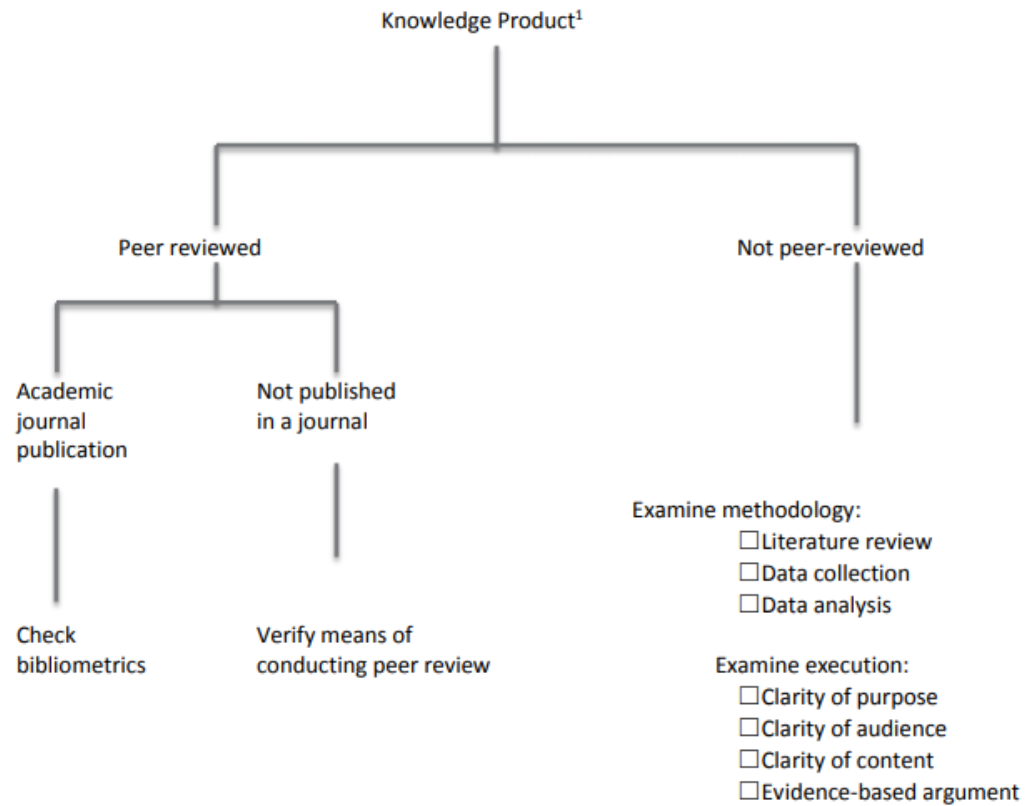 Knowledge Product¹
Peer reviewed
Not peer-reviewed
Academic
journal
publication
Not published
in a journal
Check
bibliometrics
Verify means of
conducting peer review
Examine methodology:
☐Literature review
☐Data collection
☐Data analysis
Examine execution:
☐Clarity of purpose
☐Clarity of audience
☐Clarity of content
☐Evidence-based argument